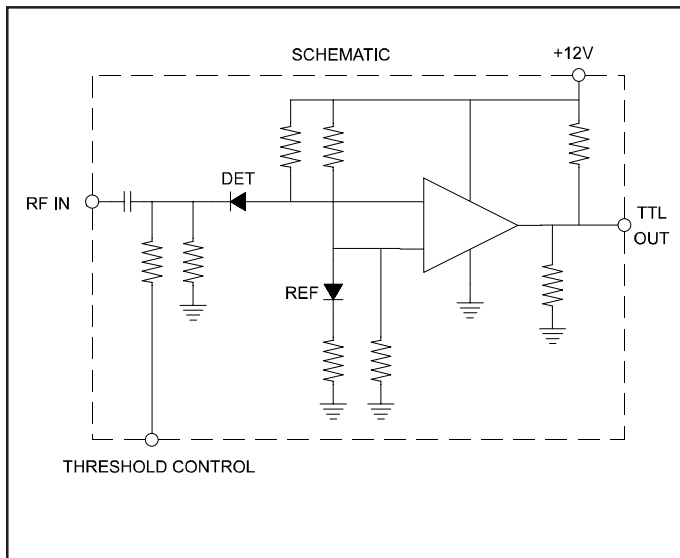 SCHEMATIC
+12V
DET
RF IN
TTL
OUT
REF
THRESHOLD CONTROL